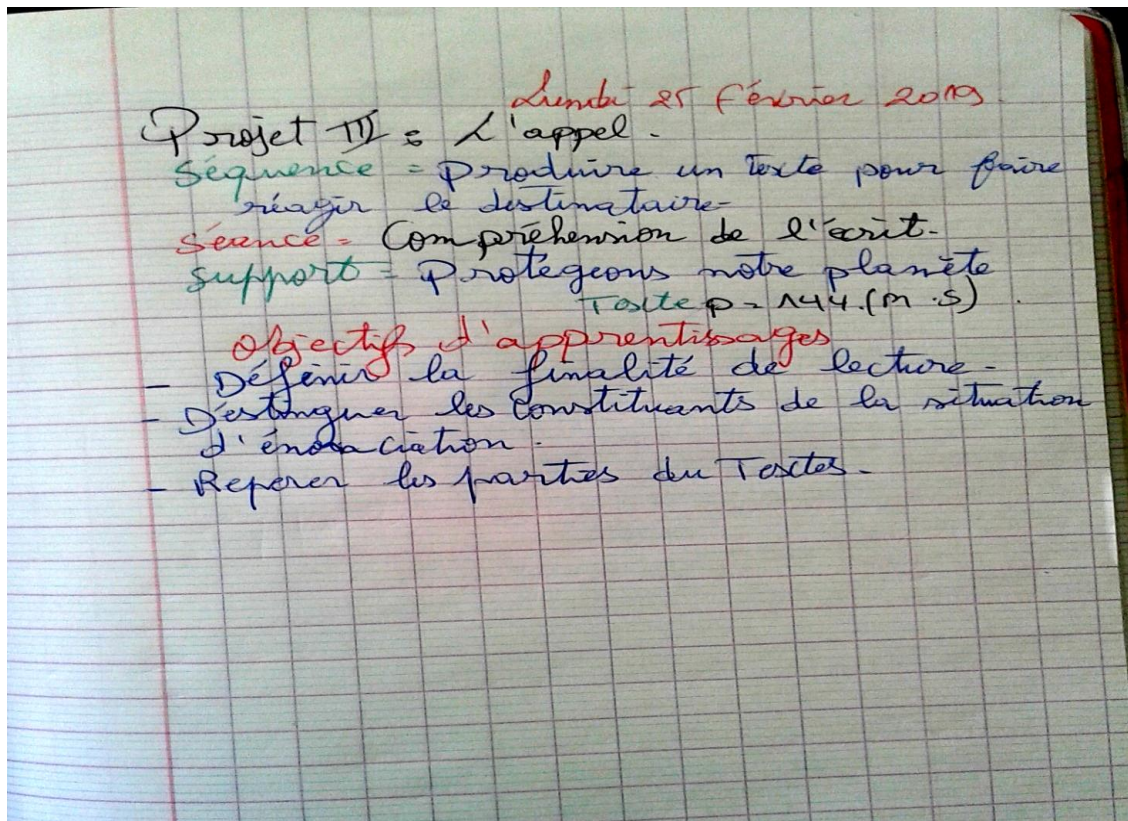 Lundi 25 février 2019.
Projet III : L'appel.
Séquence = Produire un texte pour faire
réagir le destinataire-
Séance = Compréhension de l'écrit.
Support = Protégeons notre planète
Texte p = 144. (M.S).
Objectifs d'apprentissages
- Définir la finalité de lecture-
- Destinguer les constituants de la situation
d'énonciation.
- Reperer les parties du Textes-